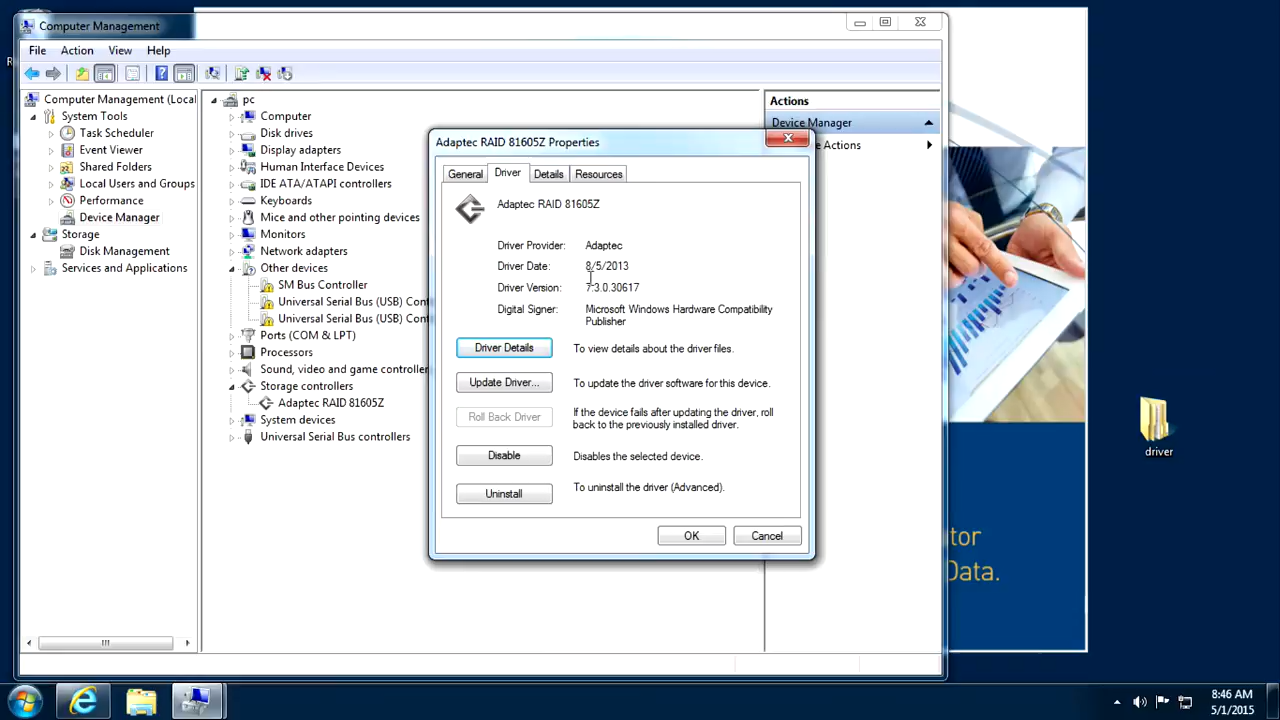 Computer Management
File Action View Help
Computer Management (Local
System Tools
Task Scheduler
Event Viewer
Shared Folders
Local Users and Groups
Performance
Device Manager
Storage
Disk Management
Services and Applications
pc
Computer
Disk drives
Display adapters
Human Interface Devices
IDE ATA/ATAPI controllers
Keyboards
Mice and other pointing devices
Monitors
Network adapters
Other devices
SM Bus Controller
Universal Serial Bus (USB) Cont
Universal Serial Bus (USB) Cont
Ports (COM & LPT)
Processors
Sound, video and game controller
Storage controllers
Adaptec RAID 81605Z
System devices
Universal Serial Bus controllers
Actions
Device Manager
e Actions
Adaptec RAID 81605Z Properties
General Driver Details Resources
Adaptec RAID 81605Z
Driver Provider: Adaptec
Driver Date: 8/5/2013
Driver Version: 7.3.0.30617
Digital Signer: Microsoft Windows Hardware Compatibility
Publisher
Driver Details To view details about the driver files.
Update Driver... To update the driver software for this device.
Roll Back Driver If the device fails after updating the driver, roll
back to the previously installed driver.
Disable Disables the selected device.
Uninstall To uninstall the driver (Advanced).
OK Cancel
driver
tor
Data.
8:46 AM
5/1/2015